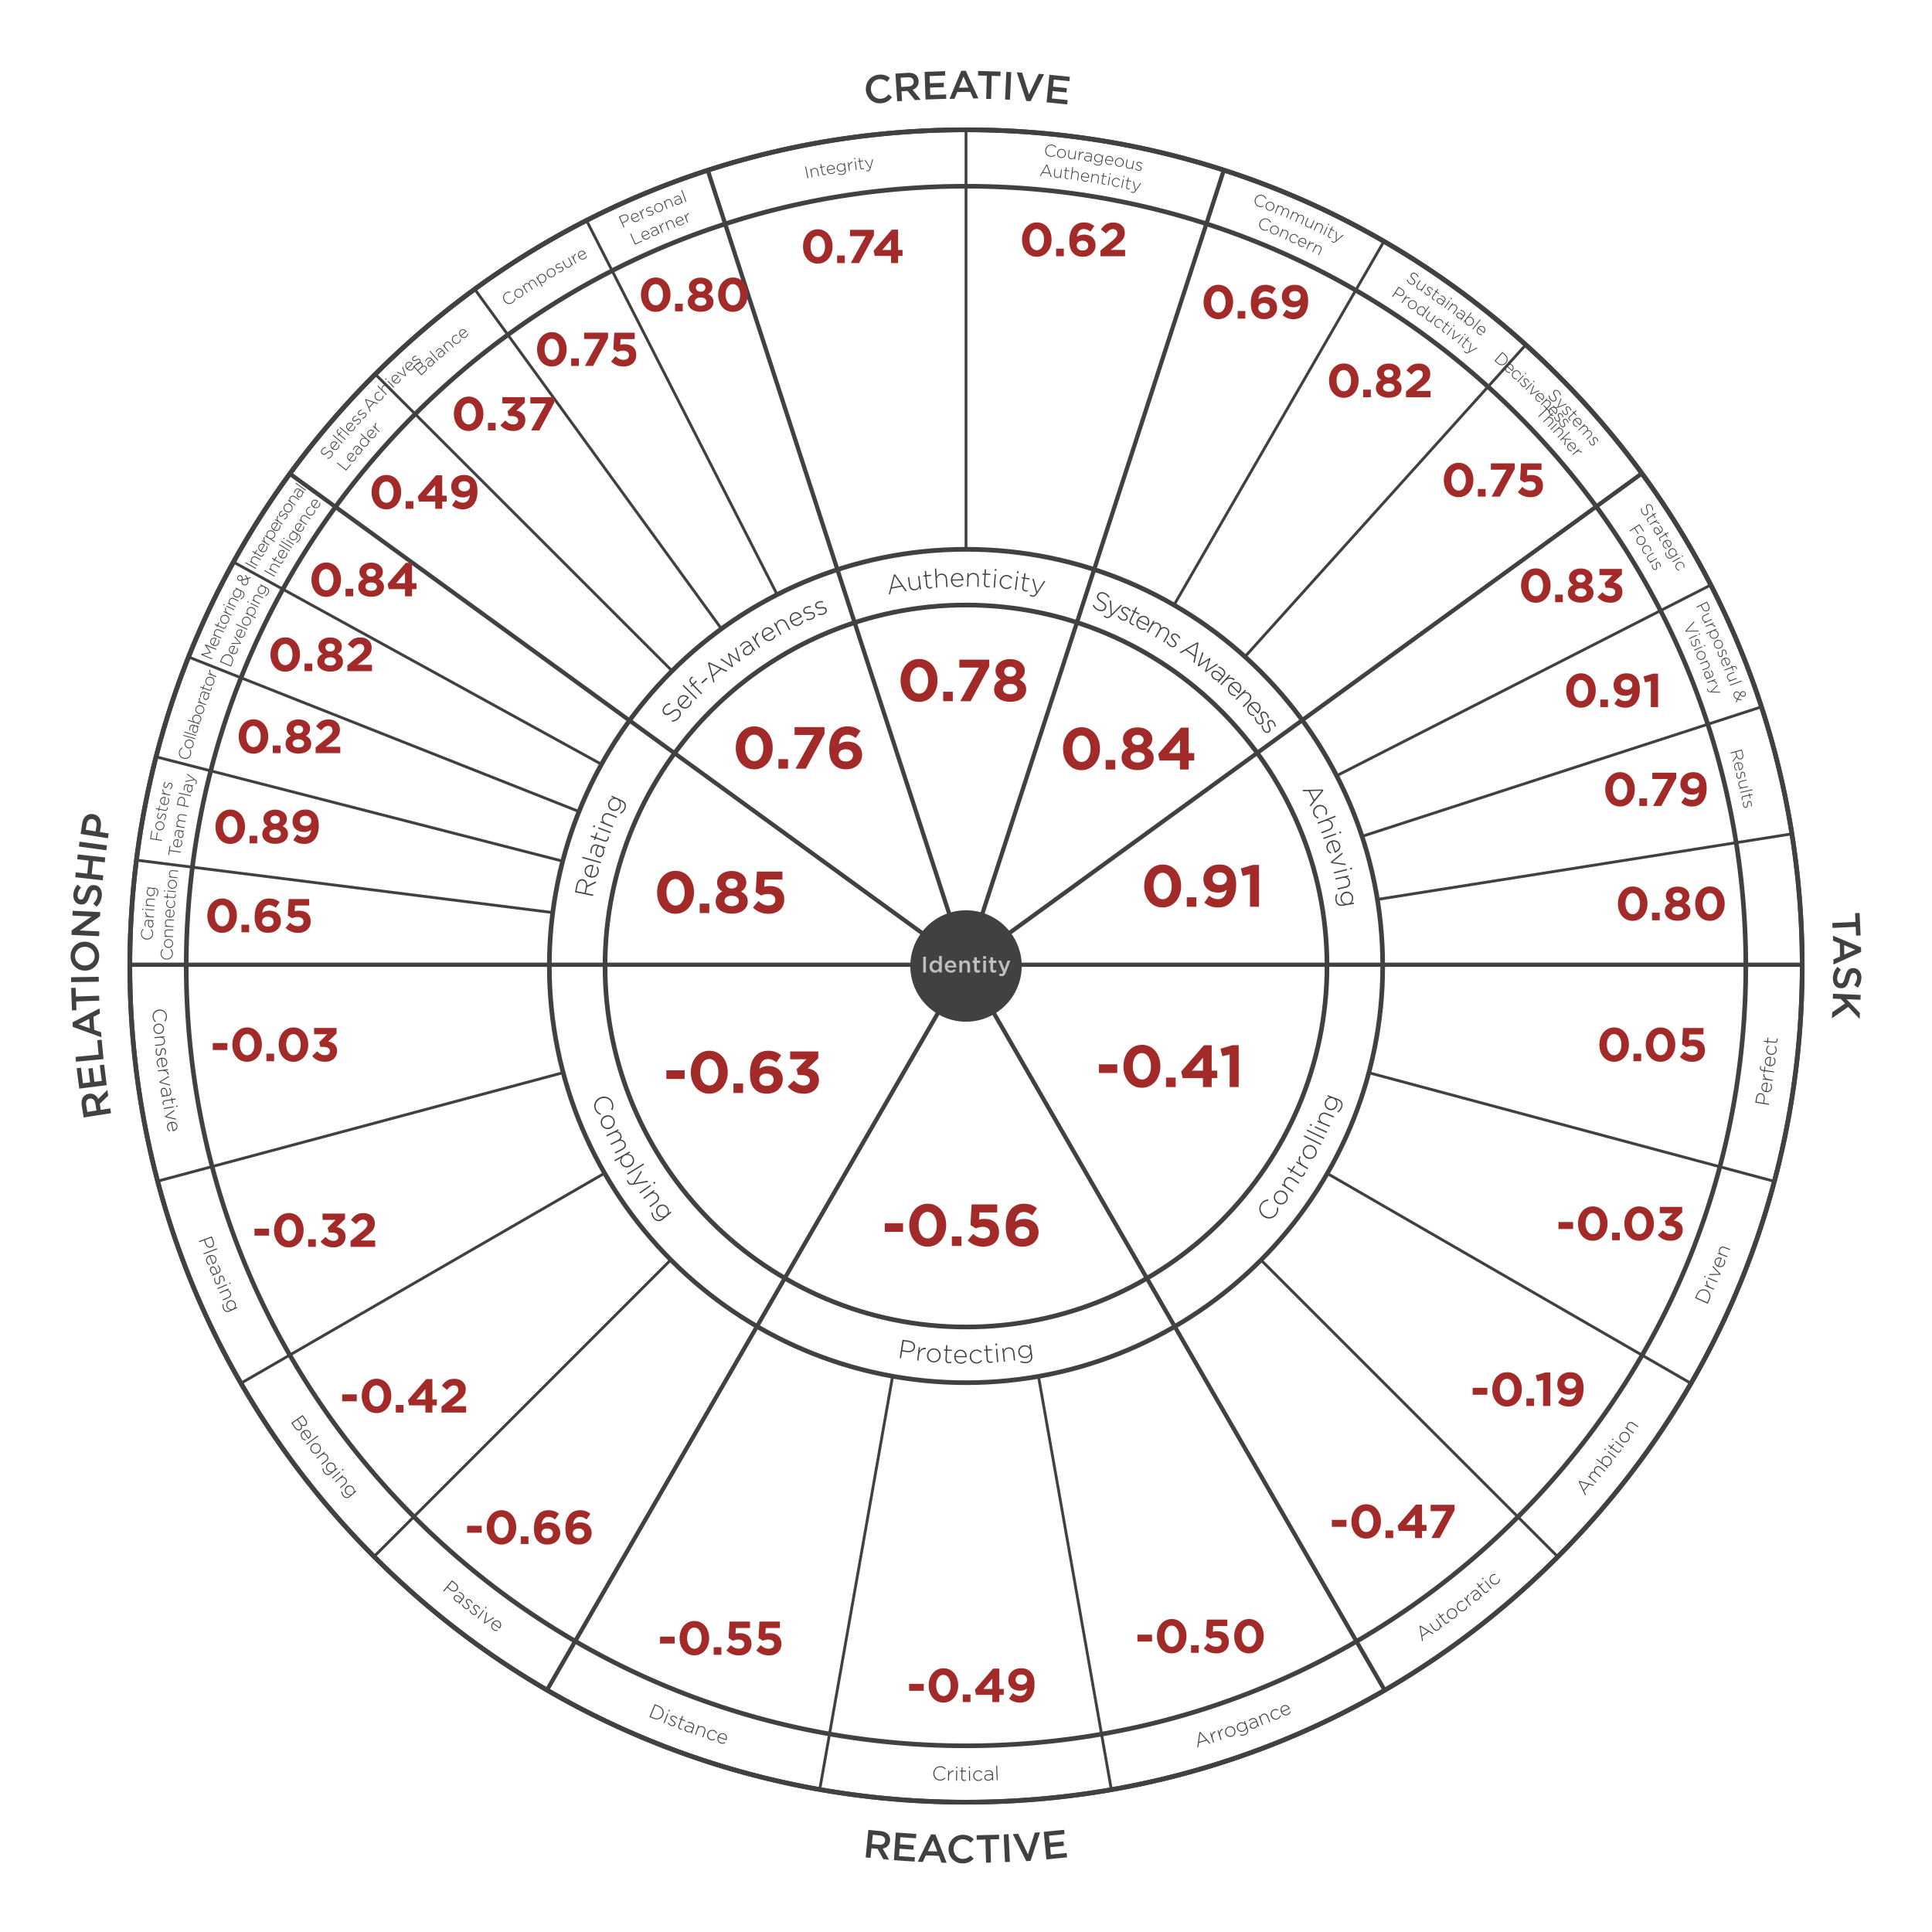 CREATIVE
Integrity
0.74
Courageous
Authenticity
0.62
Community
Concern
0.69
Sustainable
Productivity
0.82
Decisiveness
Systems
Thinker
0.75
Strategic
Focus
0.83
Purposeful &
Visionary
0.91
Results
0.79
0.80
TASK
Perfect
0.05
Driven
-0.03
Ambition
-0.19
Autocratic
-0.47
Arrogance
-0.50
Critical
-0.49
Distance
-0.55
Passive
-0.66
Belonging
-0.42
Pleasing
-0.32
Conservative
-0.03
REACTIVE
RELATIONSHIP
Caring
Connection
0.65
Fosters
Team Play
0.89
Collaborator
0.82
Mentoring &
Developing
0.82
Interpersonal
Intelligence
0.84
Selfless
Leader
0.49
Achieves
Balance
0.37
Composure
0.75
Personal
Learner
0.80
Authenticity
0.78
Systems Awareness
0.84
Achieving
0.91
Controlling
-0.41
Protecting
-0.56
Complying
-0.63
Relating
0.85
Self-Awareness
0.76
Identity